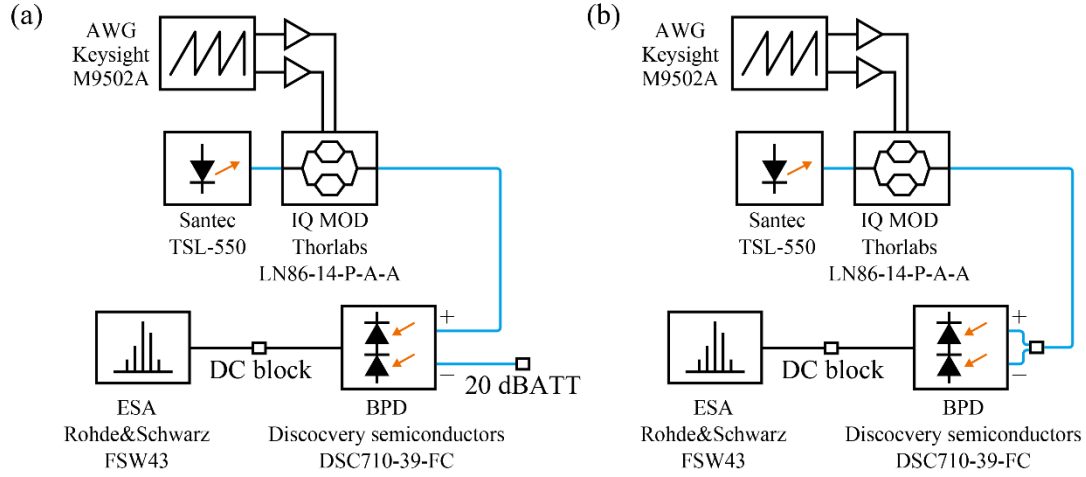 (a)
AWG
Keysight
M9502A
Santec
TSL-550
IQ MOD
Thorlabs
LN86-14-P-A-A
+
−
DC block
20 dBATT
ESA
Rohde&Schwarz
FSW43
BPD
Discocvery semiconductors
DSC710-39-FC
(b)
AWG
Keysight
M9502A
Santec
TSL-550
IQ MOD
Thorlabs
LN86-14-P-A-A
+
−
DC block
ESA
Rohde&Schwarz
FSW43
BPD
Discocvery semiconductors
DSC710-39-FC